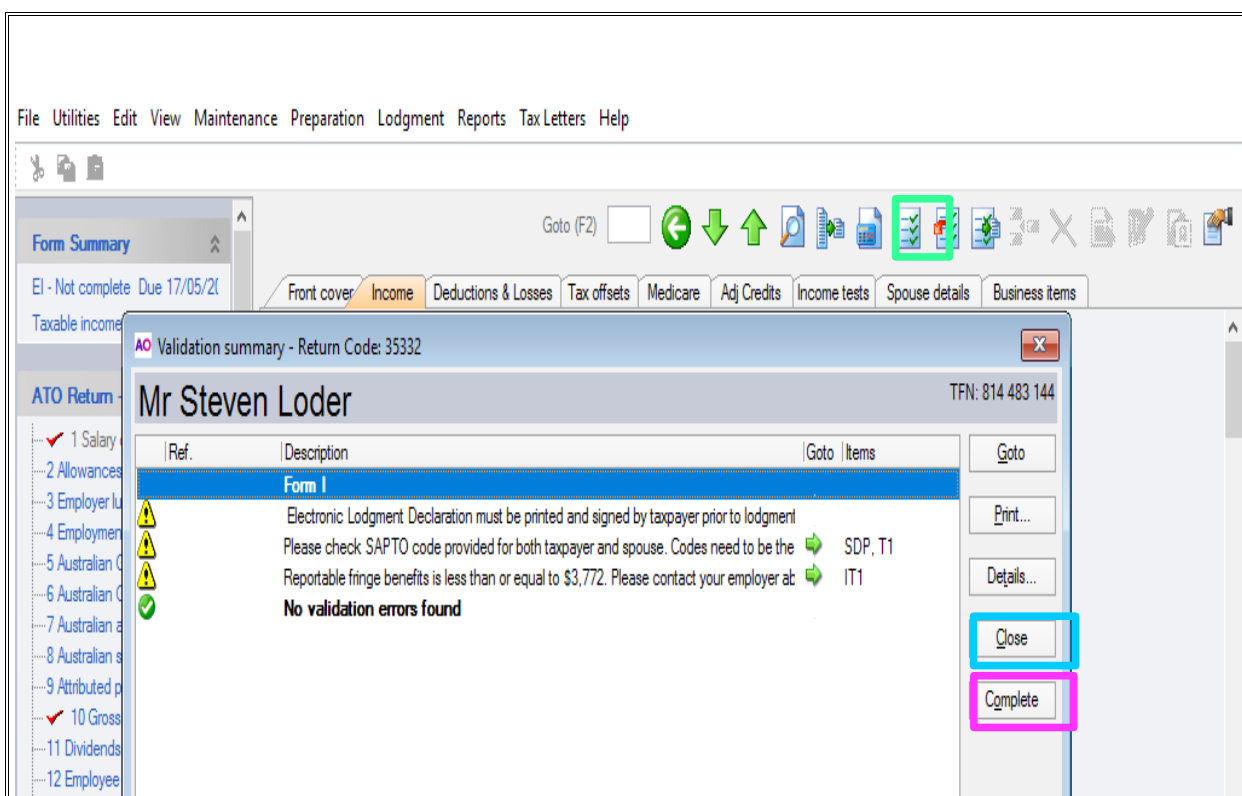 File Utilities Edit View Maintenance Preparation Lodgment Reports Tax Letters Help
Goto (F2)
Form Summary
EI - Not complete Due 17/05/2(
Taxable income
Front cover Income Deductions & Losses Tax offsets Medicare Adj Credits Income tests Spouse details Business items
AO Validation summary - Return Code: 35332
Mr Steven Loder
TFN: 814 483 144
Ref. Description Goto Items
Form I
Electronic Lodgment Declaration must be printed and signed by taxpayer prior to lodgment
Please check SAPTO code provided for both taxpayer and spouse. Codes need to be the SDP, T1
Reportable fringe benefits is less than or equal to $3,772. Please contact your employer ab IT1
No validation errors found
Goto
Print...
Details...
Close
Complete
ATO Return -
1 Salary
2 Allowances
3 Employer lu
4 Employmen
5 Australian
6 Australian
7 Australian a
8 Australian s
9 Attributed p
10 Gross
11 Dividends
12 Employee